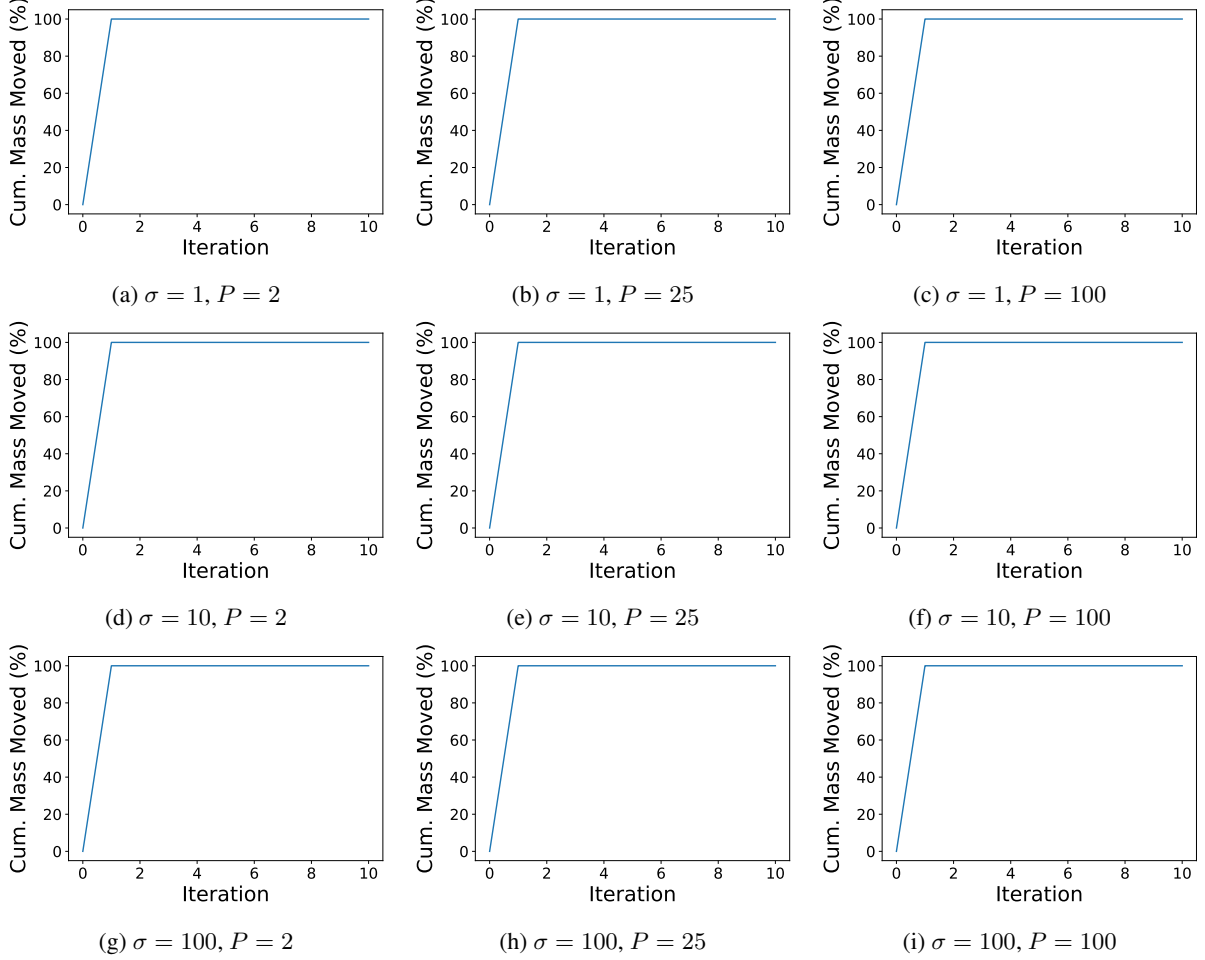 Cum. Mass Moved (%)
100
80
60
40
20
0
0 2 4 6 8 10
Iteration
(a) σ = 1, P = 2
Cum. Mass Moved (%)
100
80
60
40
20
0
0 2 4 6 8 10
Iteration
(b) σ = 1, P = 25
Cum. Mass Moved (%)
100
80
60
40
20
0
0 2 4 6 8 10
Iteration
(c) σ = 1, P = 100
Cum. Mass Moved (%)
100
80
60
40
20
0
0 2 4 6 8 10
Iteration
(d) σ = 10, P = 2
Cum. Mass Moved (%)
100
80
60
40
20
0
0 2 4 6 8 10
Iteration
(e) σ = 10, P = 25
Cum. Mass Moved (%)
100
80
60
40
20
0
0 2 4 6 8 10
Iteration
(f) σ = 10, P = 100
Cum. Mass Moved (%)
100
80
60
40
20
0
0 2 4 6 8 10
Iteration
(g) σ = 100, P = 2
Cum. Mass Moved (%)
100
80
60
40
20
0
0 2 4 6 8 10
Iteration
(h) σ = 100, P = 25
Cum. Mass Moved (%)
100
80
60
40
20
0
0 2 4 6 8 10
Iteration
(i) σ = 100, P = 100